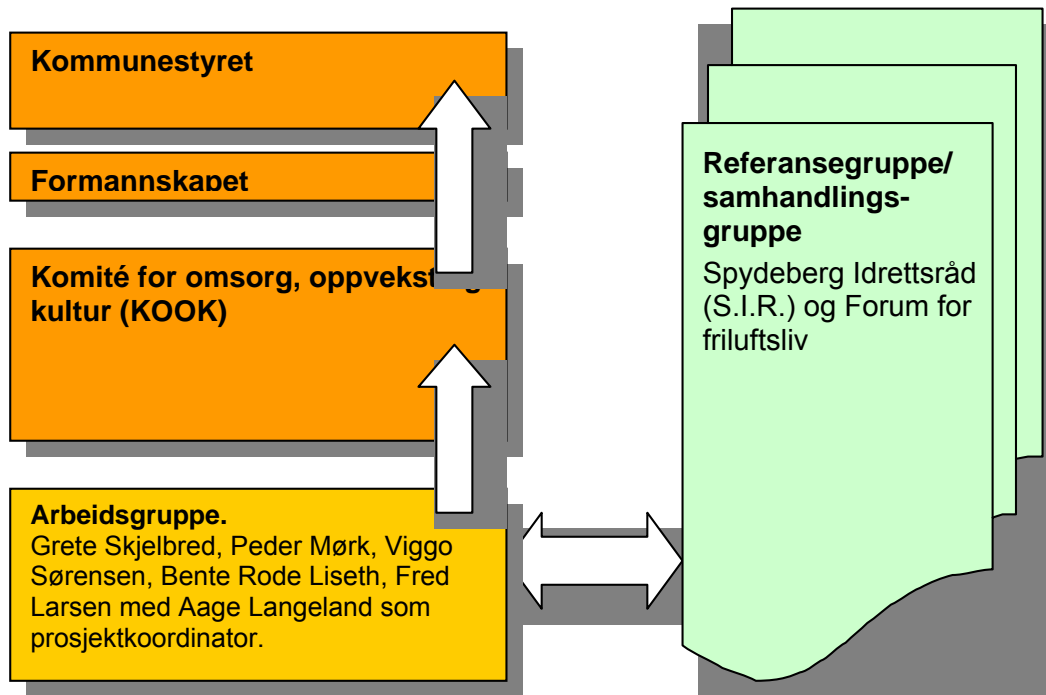 Kommunestyret
Formannskapet
Komité for omsorg, oppvekst og
kultur (KOOK)
Arbeidsgruppe.
Grete Skjelbred, Peder Mørk, Viggo
Sørensen, Bente Rode Liseth, Fred
Larsen med Aage Langeland som
prosjektkoordinator.
Referansegruppe/
samhandlings-
gruppe
Spydeberg Idrettsråd
(S.I.R.) og Forum for
friluftsliv